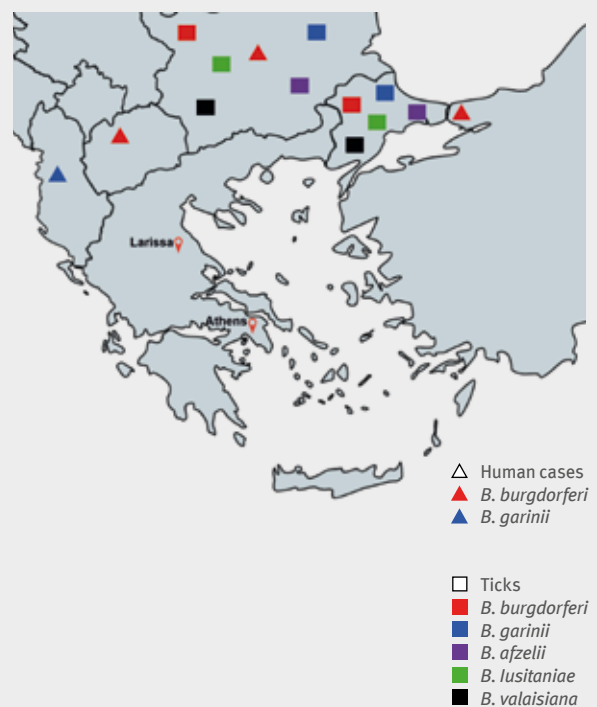 Larissa
Athens
Human cases
B. burgdorferi
B. garinii
Ticks
B. burgdorferi
B. garinii
B. afzelii
B. lusitaniae
B. valaisiana